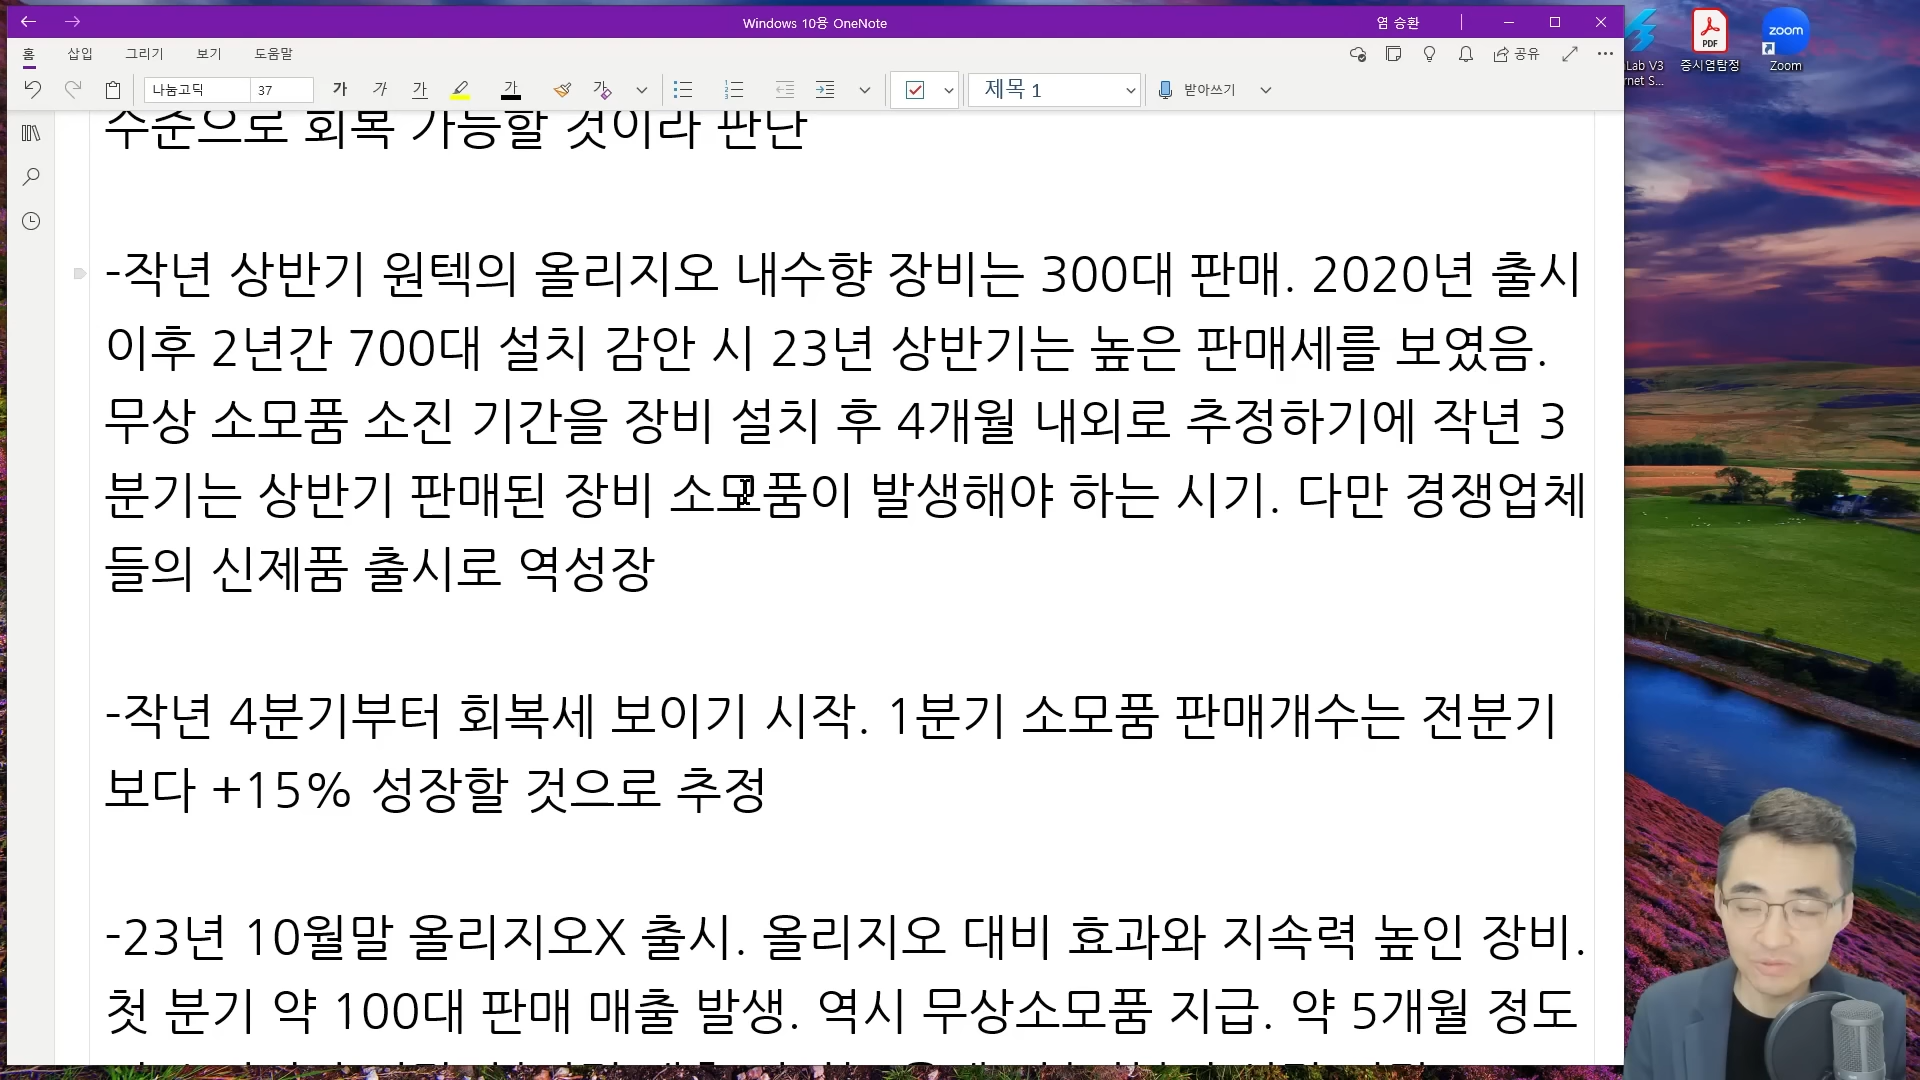 Windows 10용 OneNote
염 승환
홈 삽입 그리기 보기 도움말
공유
나눔고딕 37 가 가 가 가 가 제목 1 받아쓰기
수준으로 회복 가능할 것이라 판단
-작년 상반기 원텍의 올리지오 내수향 장비는 300대 판매. 2020년 출시
이후 2년간 700대 설치 감안 시 23년 상반기는 높은 판매세를 보였음.
무상 소모품 소진 기간을 장비 설치 후 4개월 내외로 추정하기에 작년 3
분기는 상반기 판매된 장비 소모품이 발생해야 하는 시기. 다만 경쟁업체
들의 신제품 출시로 역성장
-작년 4분기부터 회복세 보이기 시작. 1분기 소모품 판매개수는 전분기
보다 +15% 성장할 것으로 추정
-23년 10월말 올리지오X 출시. 올리지오 대비 효과와 지속력 높인 장비.
첫 분기 약 100대 판매 매출 발생. 역시 무상소모품 지급. 약 5개월 정도
Lab V3
rnet S...
PDF
증시염탐정
zoom
Zoom